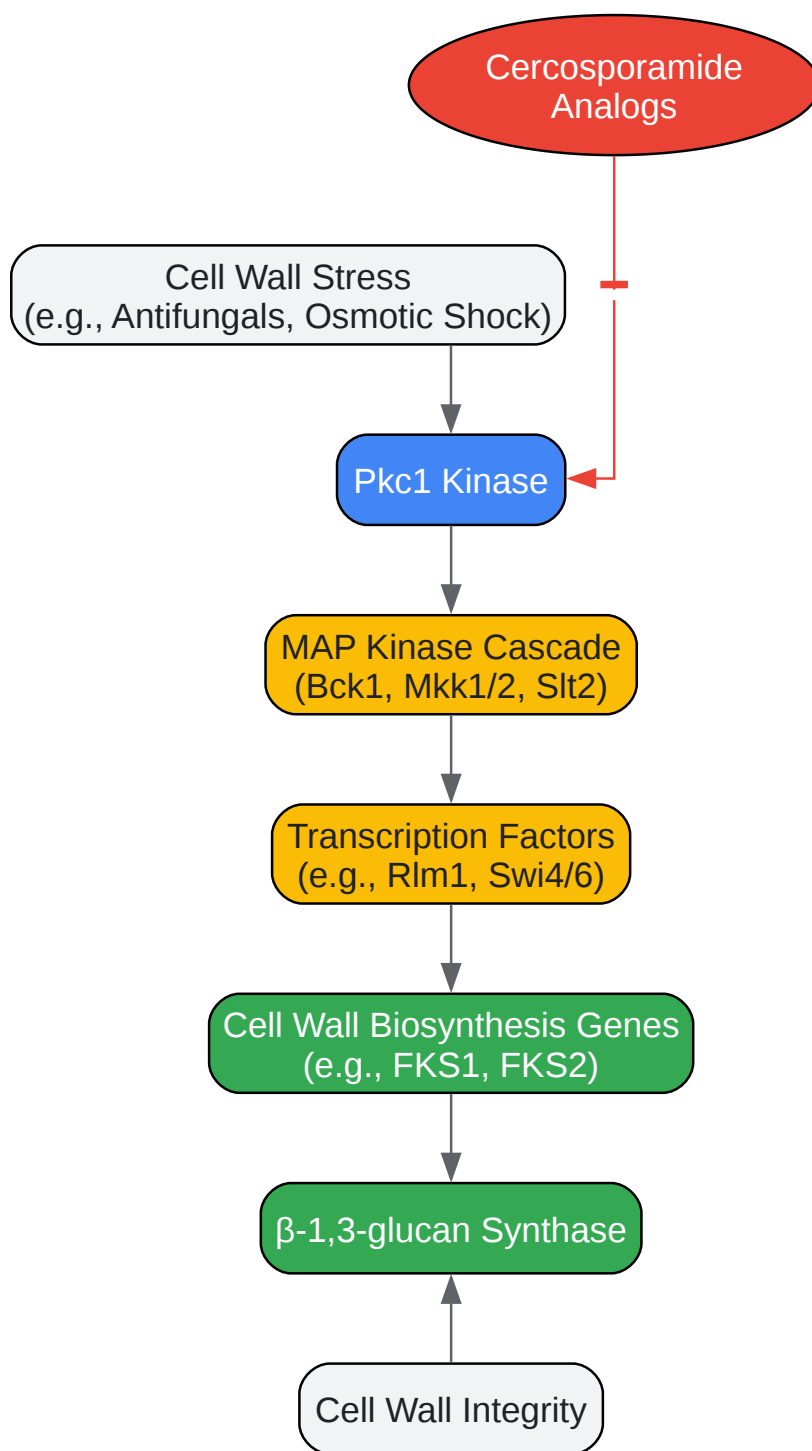 Cercosporamide
Analogs
Cell Wall Stress
(e.g., Antifungals, Osmotic Shock)
Pkc1 Kinase
MAP Kinase Cascade
(Bck1, Mkk1/2, Slt2)
Transcription Factors
(e.g., Rlm1, Swi4/6)
Cell Wall Biosynthesis Genes
(e.g., FKS1, FKS2)
β-1,3-glucan Synthase
Cell Wall Integrity